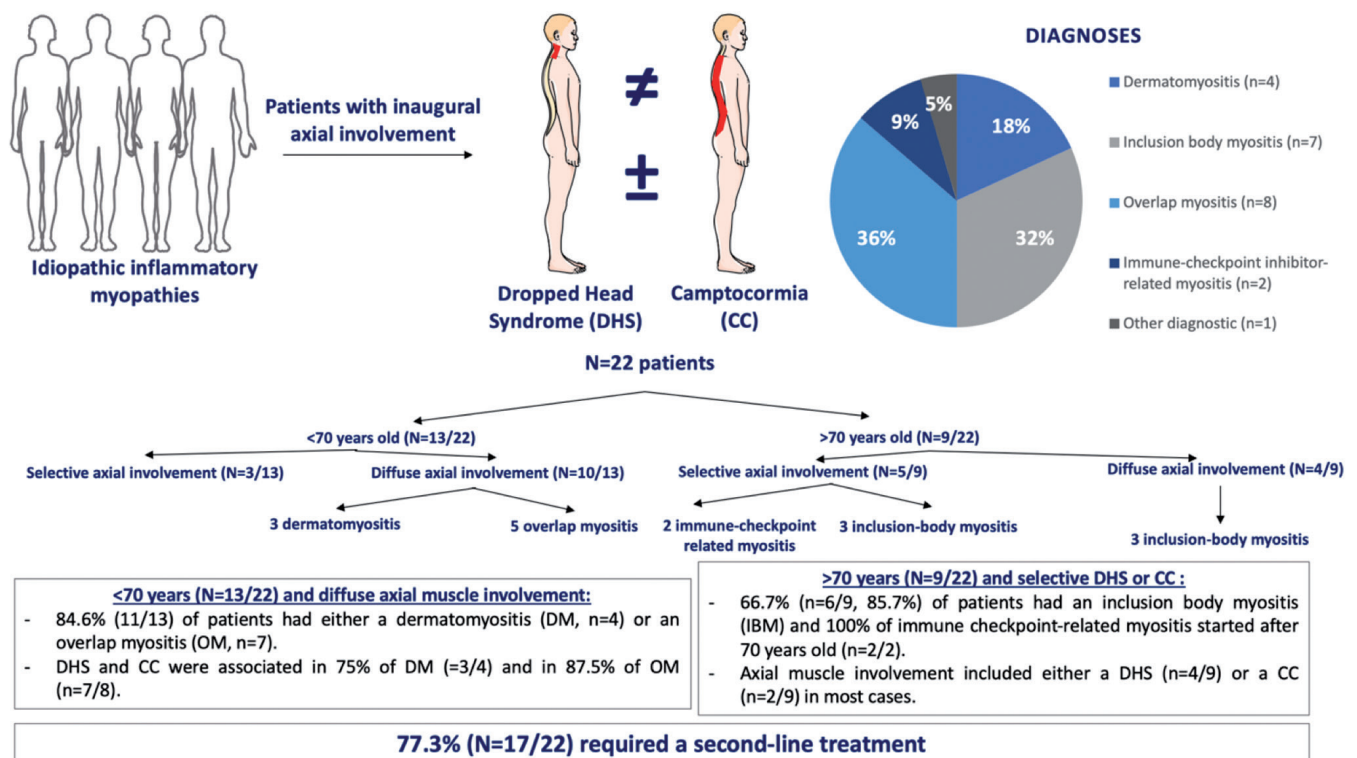 Patients with inaugural
axial involvement
Idiopathic inflammatory
myopathies
≠
±
Dropped Head
Syndrome (DHS)
Camptocormia
(CC)
DIAGNOSES
5%
9%
18%
36%
32%
Dermatomyositis (n=4)
Inclusion body myositis (n=7)
Overlap myositis (n=8)
Immune-checkpoint inhibitor-
related myositis (n=2)
Other diagnostic (n=1)
N=22 patients
<70 years old (N=13/22)
>70 years old (N=9/22)
Selective axial involvement (N=3/13)
Diffuse axial involvement (N=10/13)
Selective axial involvement (N=5/9)
Diffuse axial involvement (N=4/9)
3 dermatomyositis
5 overlap myositis
2 immune-checkpoint
related myositis
3 inclusion-body myositis
3 inclusion-body myositis
<70 years (N=13/22) and diffuse axial muscle involvement:
- 84.6% (11/13) of patients had either a dermatomyositis (DM, n=4) or an
overlap myositis (OM, n=7).
- DHS and CC were associated in 75% of DM (=3/4) and in 87.5% of OM
(n=7/8).
>70 years (N=9/22) and selective DHS or CC :
- 66.7% (n=6/9, 85.7%) of patients had an inclusion body myositis
(IBM) and 100% of immune checkpoint-related myositis started after
70 years old (n=2/2).
- Axial muscle involvement included either a DHS (n=4/9) or a CC
(n=2/9) in most cases.
77.3% (N=17/22) required a second-line treatment